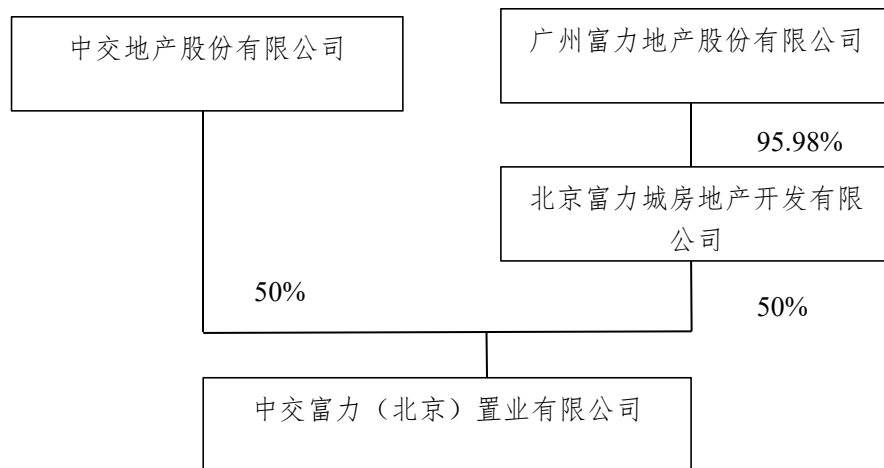 中交地产股份有限公司
广州富力地产股份有限公司
95.98%
北京富力城房地产开发有限
公司
50%
50%
中交富力（北京）置业有限公司